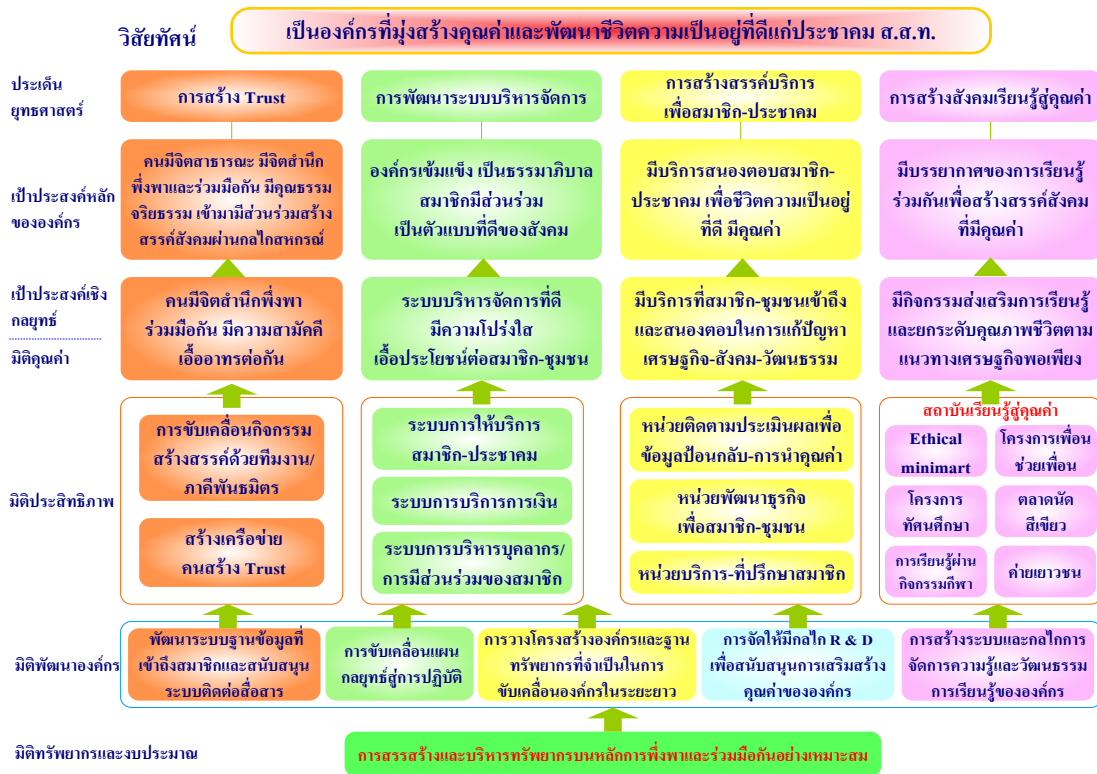 วิสัยทัศน์
เป็นองค์กรที่มุ่งสร้างคุณค่าและพัฒนาชีวิตความเป็นอยู่ที่ดีแก่ประชาคม ส.ส.ท.
ประเด็น
ยุทธศาสตร์
การสร้าง Trust
การพัฒนาระบบบริหารจัดการ
การสร้างสรรค์บริการ
เพื่อสมาชิก-ประชาคม
การสร้างสังคมเรียนรู้สู่คุณค่า
เป้าประสงค์หลัก
ขององค์กร
คนมีจิตสาธารณะ มีจิตสำนึก
พึ่งพาและร่วมมือกัน มีคุณธรรม
จริยธรรม เข้ามามีส่วนร่วมสร้าง
สรรค์สังคมผ่านกลไกสหกรณ์
องค์กรเข้มแข็ง เป็นธรรมาภิบาล
สมาชิกมีส่วนร่วม
เป็นตัวแบบที่ดีของสังคม
มีบริการสนองตอบสมาชิก-
ประชาคม เพื่อชีวิตความเป็นอยู่
ที่ดี มีคุณค่า
มีบรรยากาศของการเรียนรู้
ร่วมกันเพื่อสร้างสรรค์สังคม
ที่มีคุณค่า
เป้าประสงค์เชิง
กลยุทธ์
มิติคุณค่า
คนมีจิตสำนึกพึ่งพา
ร่วมมือกัน มีความสามัคคี
เอื้ออาทรต่อกัน
ระบบบริหารจัดการที่ดี
มีความโปร่งใส
เอื้อประโยชน์ต่อสมาชิก-ชุมชน
มีบริการที่สมาชิก-ชุมชนเข้าถึง
และสนองตอบในการแก้ปัญหา
เศรษฐกิจ-สังคม-วัฒนธรรม
มีกิจกรรมส่งเสริมการเรียนรู้
และยกระดับคุณภาพชีวิตตาม
แนวทางเศรษฐกิจพอเพียง
มิติประสิทธิภาพ
การขับเคลื่อนกิจกรรม
สร้างสรรค์ด้วยทีมงาน/
ภาคีพันธมิตร
สร้างเครือข่าย
คนสร้าง Trust
ระบบการให้บริการ
สมาชิก-ประชาคม
ระบบการบริการการเงิน
ระบบการบริหารบุคลากร/
การมีส่วนร่วมของสมาชิก
หน่วยติดตามประเมินผลเพื่อ
ข้อมูลป้อนกลับ-การนำคุณค่า
หน่วยพัฒนาธุรกิจ
เพื่อสมาชิก-ชุมชน
หน่วยบริการ-ที่ปรึกษาสมาชิก
สถาบันเรียนรู้สู่คุณค่า
Ethical
minimart
โครงการเพื่อน
ช่วยเพื่อน
โครงการ
ทัศนศึกษา
ตลาดนัด
สีเขียว
การเรียนรู้ผ่าน
กิจกรรมกีฬา
ค่ายเยาวชน
มิติพัฒนาองค์กร
พัฒนาระบบฐานข้อมูลที่
เข้าถึงสมาชิกและสนับสนุน
ระบบติดต่อสื่อสาร
การขับเคลื่อนแผน
กลยุทธ์สู่การปฏิบัติ
การวางโครงสร้างองค์กรและฐาน
ทรัพยากรที่จำเป็นในการ
ขับเคลื่อนองค์กรในระยะยาว
การจัดให้มีกลไก R & D
เพื่อสนับสนุนการเสริมสร้าง
คุณค่าขององค์กร
การสร้างระบบและกลไกการ
จัดการความรู้และวัฒนธรรม
การเรียนรู้ขององค์กร
มิติทรัพยากรและงบประมาณ
การสรรสร้างและบริหารทรัพยากรบนหลักการพึ่งพาและร่วมมือกันอย่างเหมาะสม